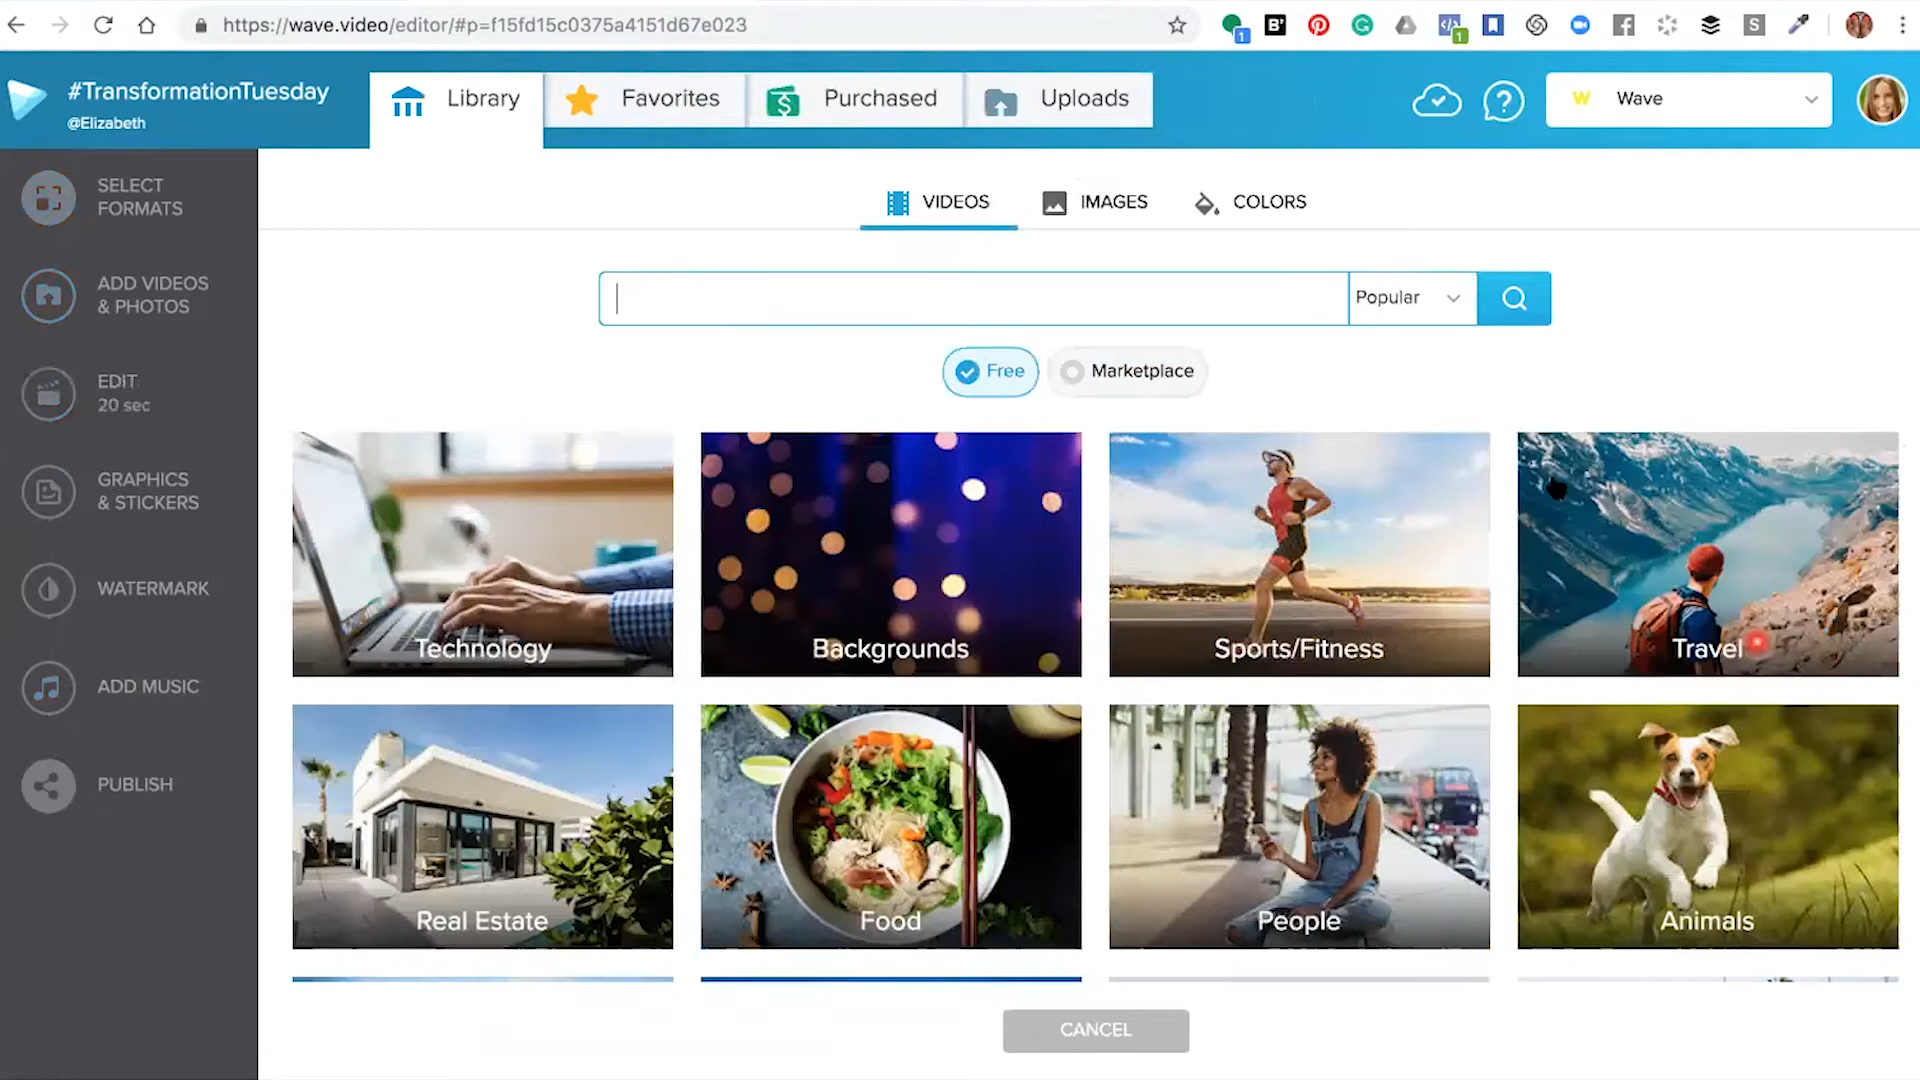 https://wave.video/editor/#p=f15fd15c0375a4151d67e023
1
B+
1
S
#TransformationTuesday
@Elizabeth
Library
Favorites
Purchased
Uploads
W
Wave
SELECT
FORMATS
ADD VIDEOS
& PHOTOS
EDIT
20 sec
GRAPHICS
& STICKERS
WATERMARK
ADD MUSIC
PUBLISH
VIDEOS
IMAGES
COLORS
Popular
Free
Marketplace
Technology
Backgrounds
Sports/Fitness
Travel
Real Estate
Food
People
Animals
CANCEL